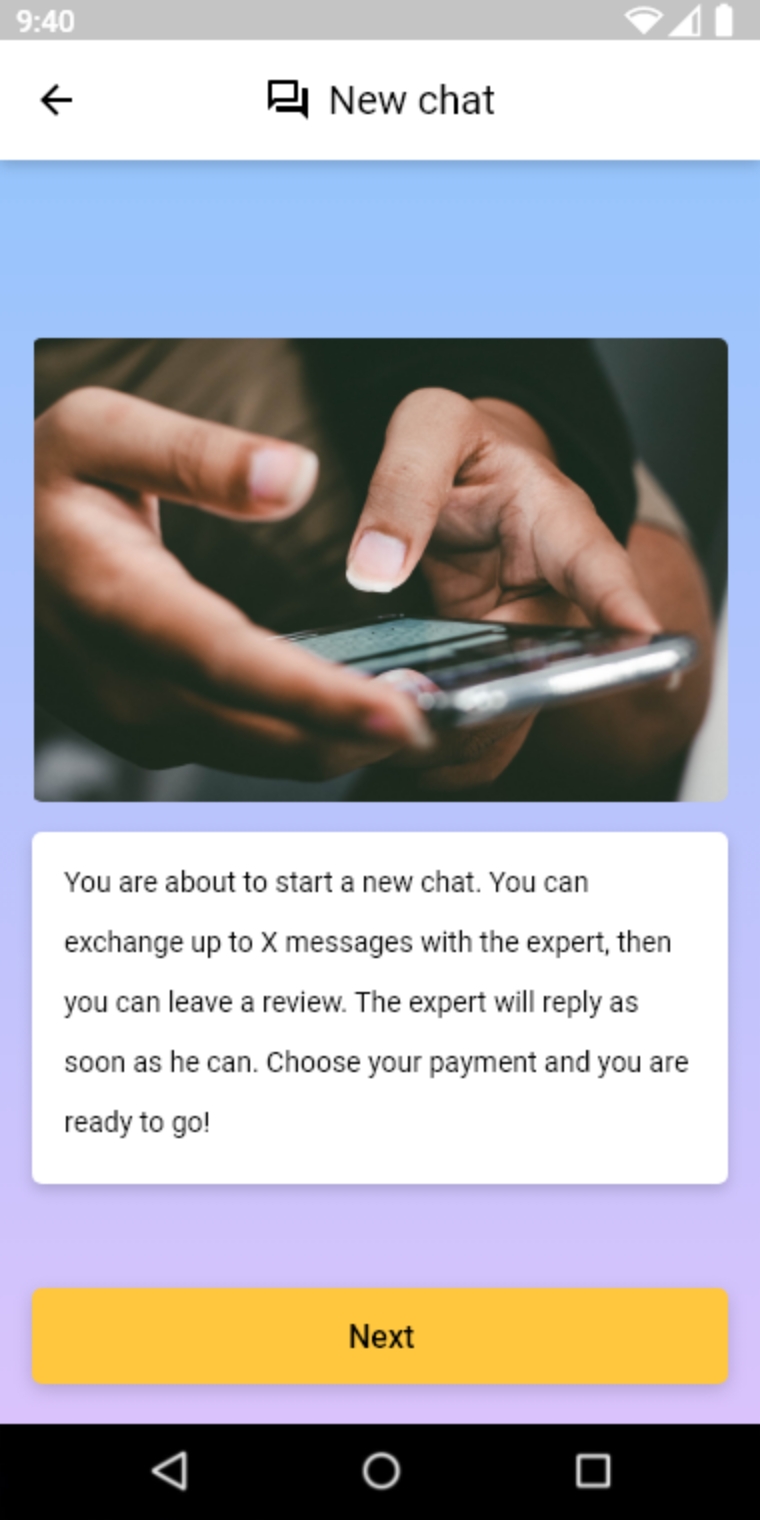 9:40
New chat
You are about to start a new chat. You can
exchange up to X messages with the expert, then
you can leave a review. The expert will reply as
soon as he can. Choose your payment and you are
ready to go!
Next